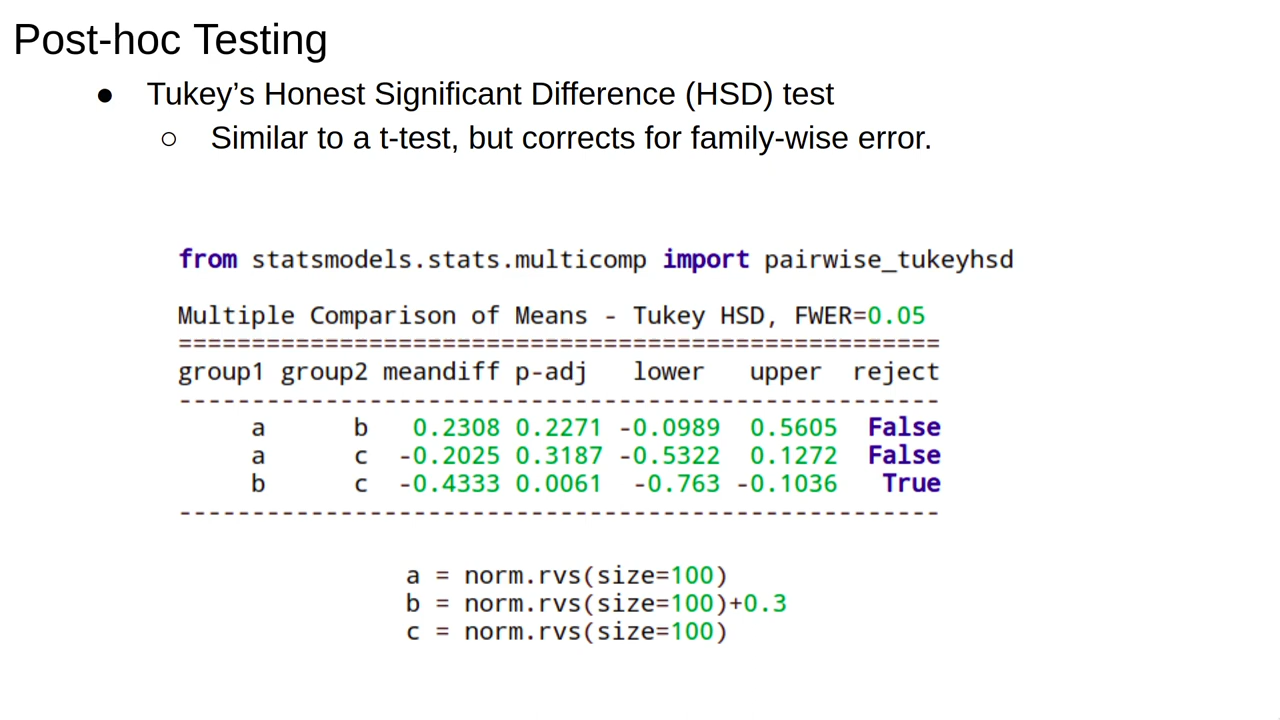 Post-hoc Testing
● Tukey’s Honest Significant Difference (HSD) test
○ Similar to a t-test, but corrects for family-wise error.
from statsmodels.stats.multicomp import pairwise_tukeyhsd
Multiple Comparison of Means - Tukey HSD, FWER=0.05
====================================================
group1 group2 meandiff p-adj   lower   upper  reject
----------------------------------------------------
     a      b   0.2308 0.2271 -0.0989  0.5605  False
     a      c  -0.2025 0.3187 -0.5322  0.1272  False
     b      c  -0.4333 0.0061  -0.763 -0.1036   True
----------------------------------------------------
a = norm.rvs(size=100)
b = norm.rvs(size=100)+0.3
c = norm.rvs(size=100)